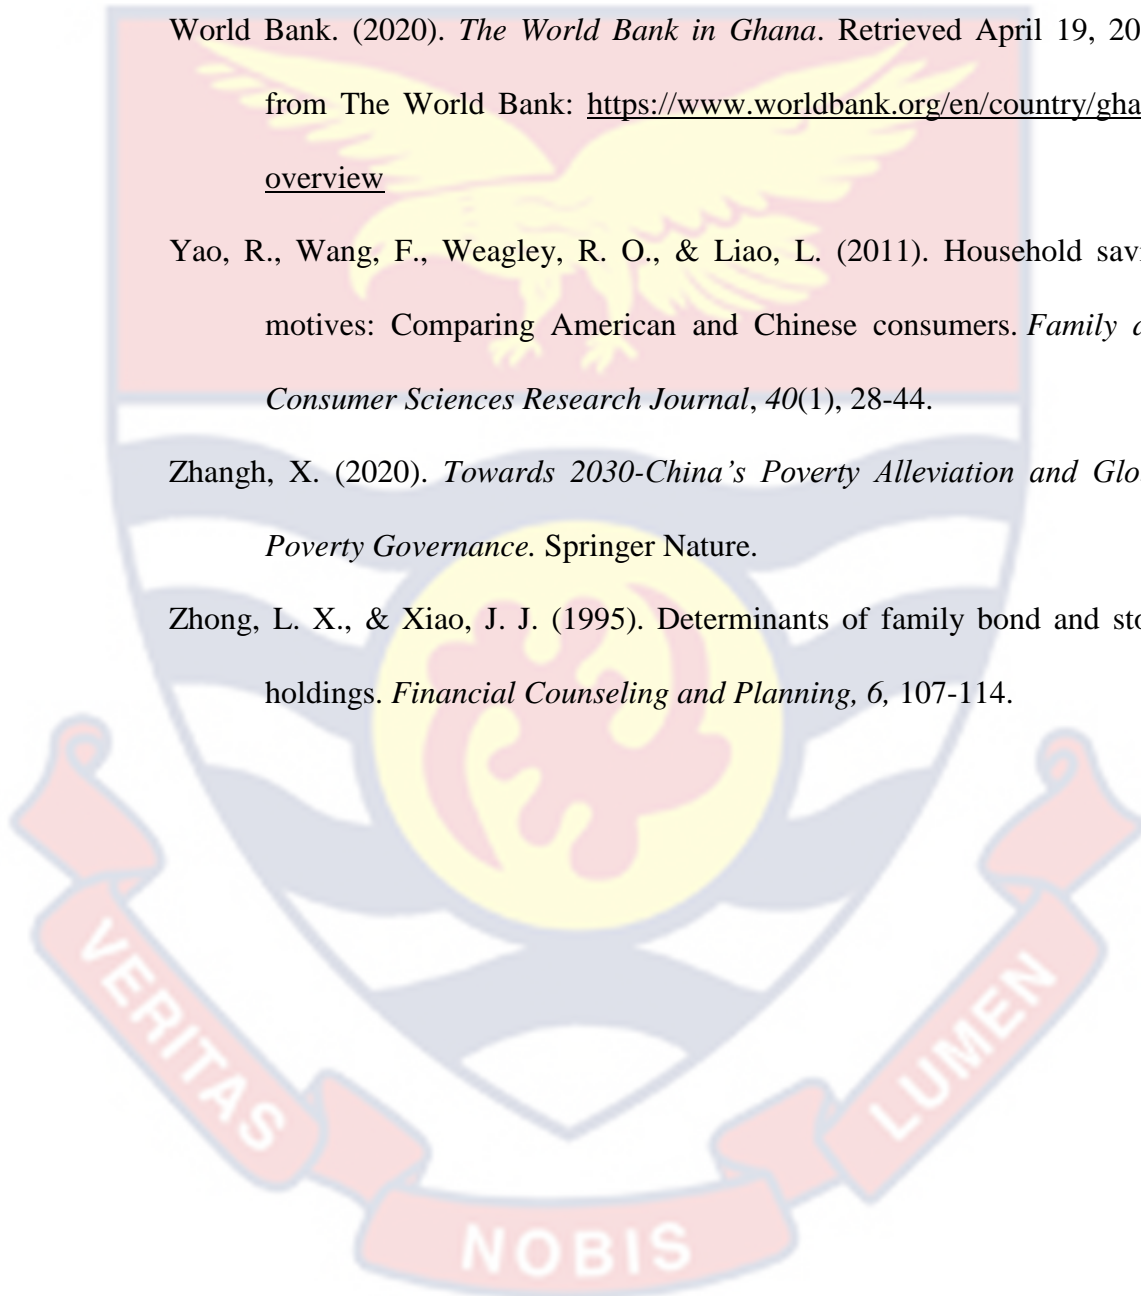 World Bank. (2020). The World Bank in Ghana. Retrieved April 19, 20
from The World Bank: https://www.worldbank.org/en/country/gha
overview
Yao, R., Wang, F., Weagley, R. O., & Liao, L. (2011). Household savi
motives: Comparing American and Chinese consumers. Family a
Consumer Sciences Research Journal, 40(1), 28-44.
Zhangh, X. (2020). Towards 2030-China’s Poverty Alleviation and Glo
Poverty Governance. Springer Nature.
Zhong, L. X., & Xiao, J. J. (1995). Determinants of family bond and sto
holdings. Financial Counseling and Planning, 6, 107-114.
VERITAS
NOBIS
LUMEN